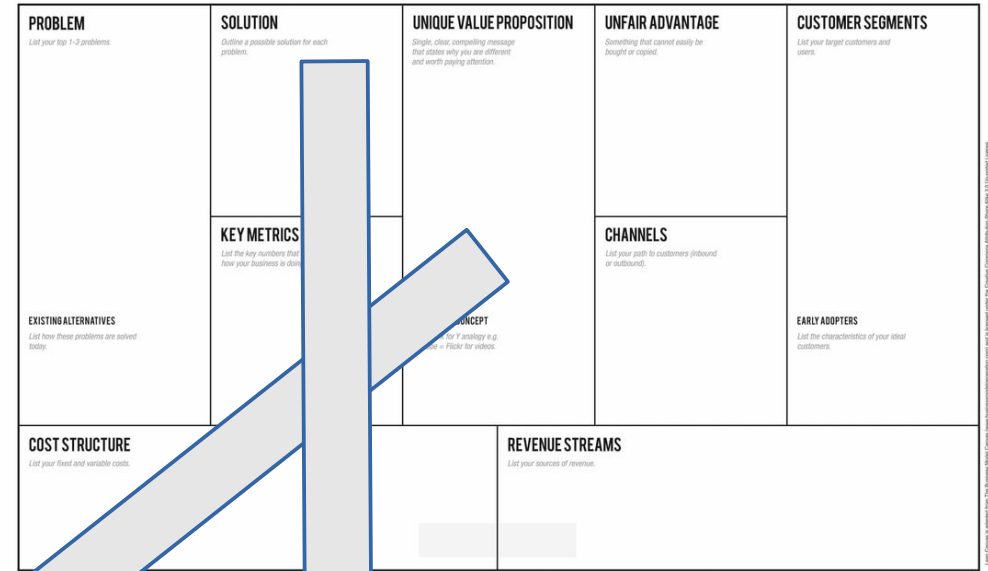 PROBLEM
List your top 1-3 problems.
EXISTING ALTERNATIVES
List how these problems are solved
today.
SOLUTION
Outline a possible solution for each
problem.
KEY METRICS
List the key numbers that
how your business is doing
UNIQUE VALUE PROPOSITION
Single, clear, compelling message
that states why you are different
and worth paying attention.
for Y analogy e.g.
= Flickr for videos.
UNFAIR ADVANTAGE
Something that cannot easily be
bought or copied.
CHANNELS
List your path to customers (inbound
or outbound).
CUSTOMER SEGMENTS
List your target customers and
users.
EARLY ADOPTERS
List the characteristics of your ideal
customers.
COST STRUCTURE
List your fixed and variable costs.
REVENUE STREAMS
List your sources of revenue.